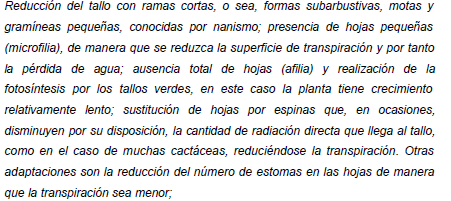 Reducción del tallo con ramas cortas, o sea, formas subarbustivas, motas y
gramíneas pequeñas, conocidas por nanismo; presencia de hojas pequeñas
(microfilia), de manera que se reduzca la superficie de transpiración y por tanto
la pérdida de agua; ausencia total de hojas (afilia) y realización de la
fotosíntesis por los tallos verdes, en este caso la planta tiene crecimiento
relativamente lento; sustitución de hojas por espinas que, en ocasiones,
disminuyen por su disposición, la cantidad de radiación directa que llega al tallo,
como en el caso de muchas cactáceas, reduciéndose la transpiración. Otras
adaptaciones son la reducción del número de estomas en las hojas de manera
que la transpiración sea menor;